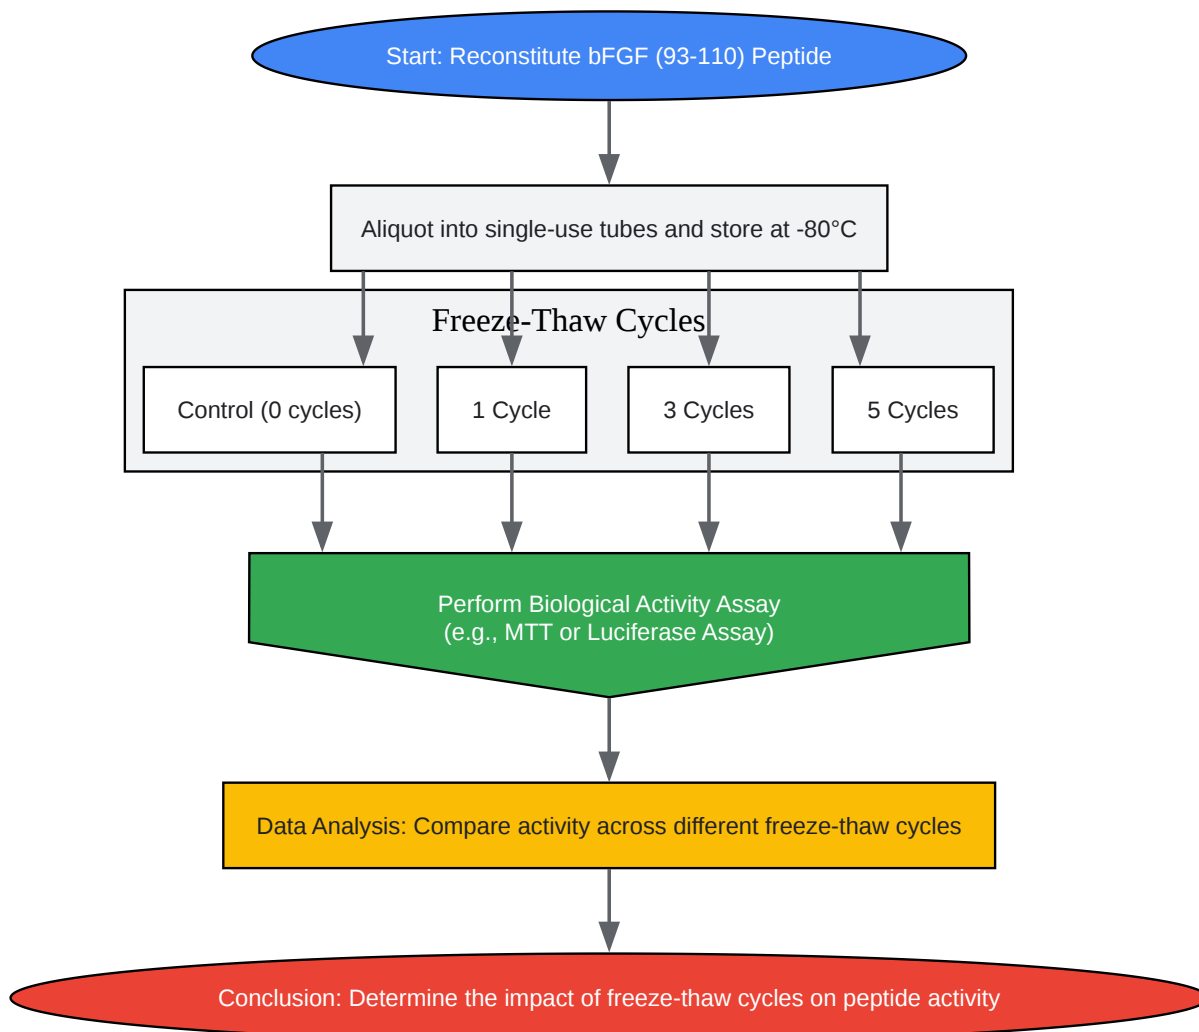 Start: Reconstitute bFGF (93-110) Peptide
Aliquot into single-use tubes and store at -80°C
Freeze-Thaw Cycles
Control (0 cycles)
1 Cycle
3 Cycles
5 Cycles
Perform Biological Activity Assay
(e.g., MTT or Luciferase Assay)
Data Analysis: Compare activity across different freeze-thaw cycles
Conclusion: Determine the impact of freeze-thaw cycles on peptide activity